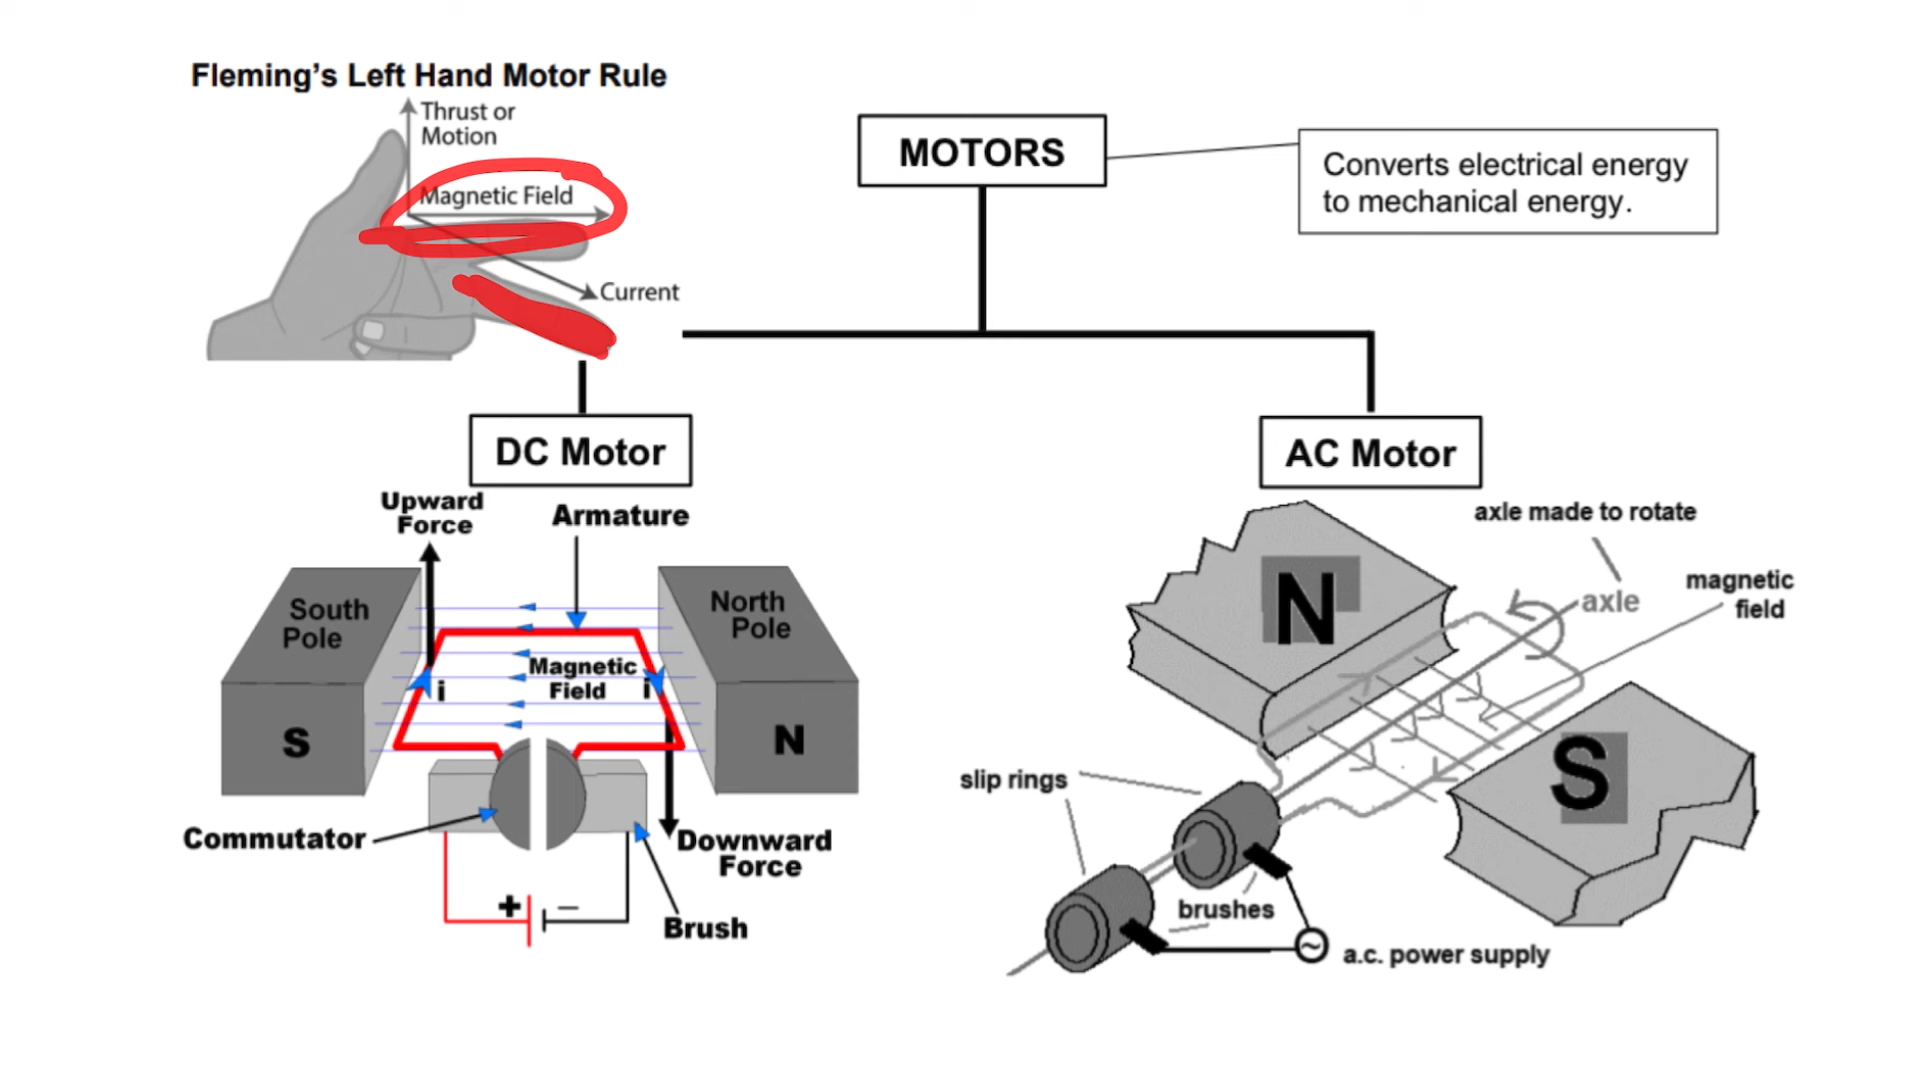 Fleming's Left Hand Motor Rule
Thrust or
Motion
Magnetic Field
Current
MOTORS
Converts electrical energy
to mechanical energy.
DC Motor
Upward
Force
Armature
South
Pole
North
Pole
Magnetic
Field
i
i
S
N
Commutator
Downward
Force
+
−
Brush
AC Motor
axle made to rotate
N
magnetic
field
axle
S
slip rings
brushes
~
a.c. power supply